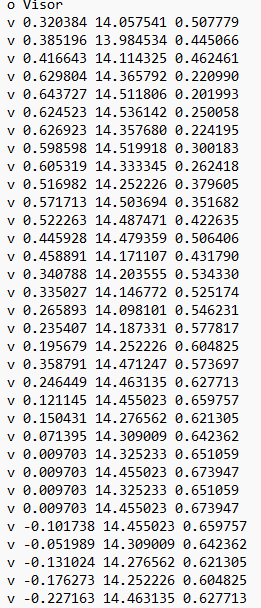 o Visor
v 0.320384 14.057541 0.507779
v 0.385196 13.984534 0.445066
v 0.416643 14.114325 0.462461
v 0.629804 14.365792 0.220990
v 0.643727 14.511806 0.201993
v 0.624523 14.536142 0.250058
v 0.626923 14.357680 0.224195
v 0.598598 14.519918 0.300183
v 0.605319 14.333345 0.262418
v 0.516982 14.252226 0.379605
v 0.571713 14.503694 0.351682
v 0.522263 14.487471 0.422635
v 0.445928 14.479359 0.506406
v 0.458891 14.171107 0.431790
v 0.340788 14.203555 0.534330
v 0.335027 14.146772 0.525174
v 0.265893 14.098101 0.546231
v 0.235407 14.187331 0.577817
v 0.195679 14.252226 0.604825
v 0.358791 14.471247 0.573697
v 0.246449 14.463135 0.627713
v 0.121145 14.455023 0.659757
v 0.150431 14.276562 0.621305
v 0.071395 14.309009 0.642362
v 0.009703 14.325233 0.651059
v 0.009703 14.455023 0.673947
v 0.009703 14.325233 0.651059
v 0.009703 14.455023 0.673947
v -0.101738 14.455023 0.659757
v -0.051989 14.309009 0.642362
v -0.131024 14.276562 0.621305
v -0.176273 14.252226 0.604825
v -0.227163 14.463135 0.627713